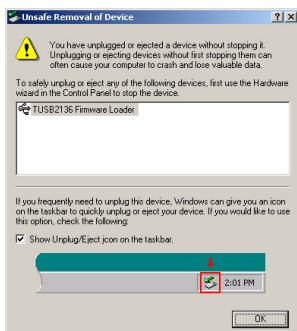 Unsafe Removal of Device
You have unplugged or ejected a device without stopping it.
Unplugging or ejecting devices without first stopping them can
often cause your computer to crash and lose valuable data.
To safely unplug or eject any of the following devices, first use the Hardware
wizard in the Control Panel to stop the device.
TUSB2136 Firmware Loader
If you frequently need to unplug this device, Windows can give you an icon
on the taskbar to quickly unplug or eject your device. If you would like to use
this option, check the following:
Show Unplug/Eject icon on the taskbar.
2:01 PM
OK